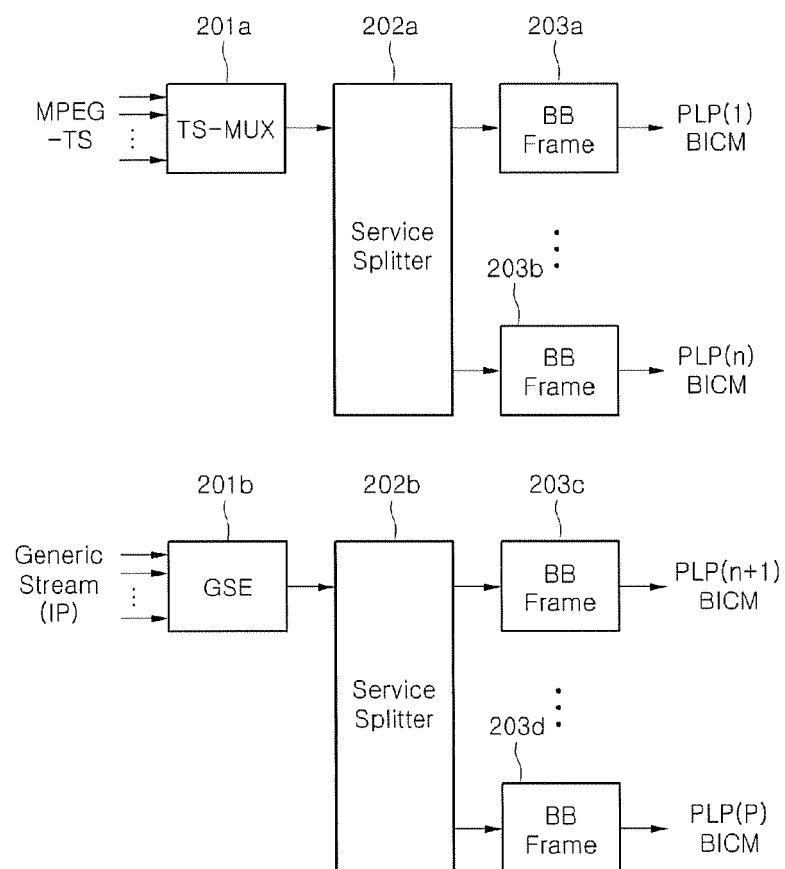 201a
202a
203a
MPEG
-TS
TS-MUX
Service
Splitter
BB
Frame
PLP(1)
BICM
203b
BB
Frame
PLP(n)
BICM
201b
202b
203c
Generic
Stream
(IP)
GSE
Service
Splitter
BB
Frame
PLP(n+1)
BICM
203d
BB
Frame
PLP(P)
BICM